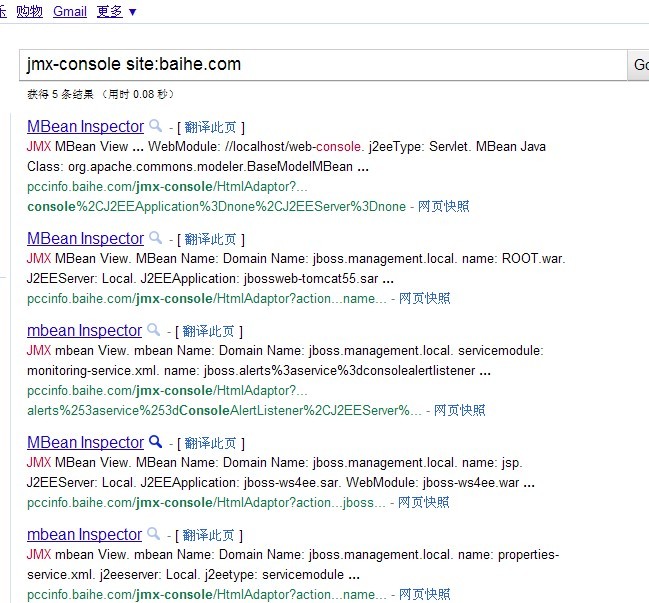 乐 购物 Gmail 更多 ▼
jmx-console site:baihe.com
Go
获得 5 条结果 （用时 0.08 秒）
MBean Inspector - [ 翻译此页 ]
JMX MBean View ... WebModule: //localhost/web-console. j2eeType: Servlet. MBean Java
Class: org.apache.commons.modeler.BaseModelMBean ...
pccinfo.baihe.com/jmx-console/HtmlAdaptor?...
console%2CJ2EEApplication%3Dnone%2CJ2EEServer%3Dnone - 网页快照
MBean Inspector - [ 翻译此页 ]
JMX MBean View. MBean Name: Domain Name: jboss.management.local. name: ROOT.war.
J2EEServer: Local. J2EEApplication: jbossweb-tomcat55.sar ...
pccinfo.baihe.com/jmx-console/HtmlAdaptor?action...name... - 网页快照
mbean Inspector - [ 翻译此页 ]
JMX mbean View. mbean Name: Domain Name: jboss.management.local. servicemodule:
monitoring-service.xml. name: jboss.alerts%3aservice%3dconsolealertlistener ...
pccinfo.baihe.com/jmx-console/HtmlAdaptor?...
alerts%253aservice%253dConsoleAlertListener%2CJ2EEServer%... - 网页快照
MBean Inspector - [ 翻译此页 ]
JMX MBean View. MBean Name: Domain Name: jboss.management.local. name: jsp.
J2EEServer: Local. J2EEApplication: jboss-ws4ee.sar. WebModule: jboss-ws4ee.war ...
pccinfo.baihe.com/jmx-console/HtmlAdaptor?action...jboss... - 网页快照
mbean Inspector - [ 翻译此页 ]
JMX mbean View. mbean Name: Domain Name: jboss.management.local. name: properties-
service.xml. j2eeserver: Local. j2eetype: servicemodule ...
pccinfo.baihe.com/jmx-console/HtmlAdaptor?action...name... - 网页快照